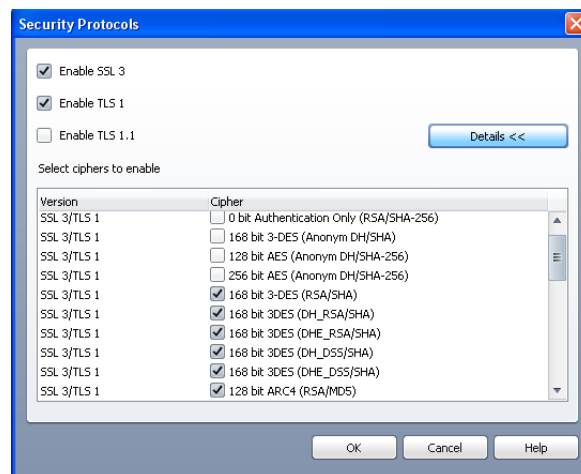 Security Protocols
Enable SSL 3
Enable TLS 1
Enable TLS 1.1
Details <<
Select ciphers to enable
Version Cipher
SSL 3/TLS 1 0 bit Authentication Only (RSA/SHA-256)
SSL 3/TLS 1 168 bit 3-DES (Anonym DH/SHA)
SSL 3/TLS 1 128 bit AES (Anonym DH/SHA-256)
SSL 3/TLS 1 256 bit AES (Anonym DH/SHA-256)
SSL 3/TLS 1 168 bit 3-DES (RSA/SHA)
SSL 3/TLS 1 168 bit 3DES (DH_RSA/SHA)
SSL 3/TLS 1 168 bit 3DES (DHE_RSA/SHA)
SSL 3/TLS 1 168 bit 3DES (DH_DSS/SHA)
SSL 3/TLS 1 168 bit 3DES (DHE_DSS/SHA)
SSL 3/TLS 1 128 bit ARC4 (RSA/MD5)
OK Cancel Help